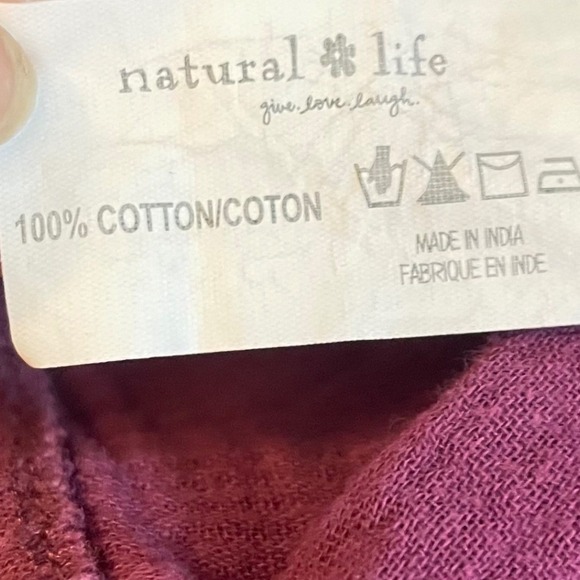 natural life
give.love.laugh.
100% COTTON/COTON
MADE IN INDIA
FABRIQUE EN INDE